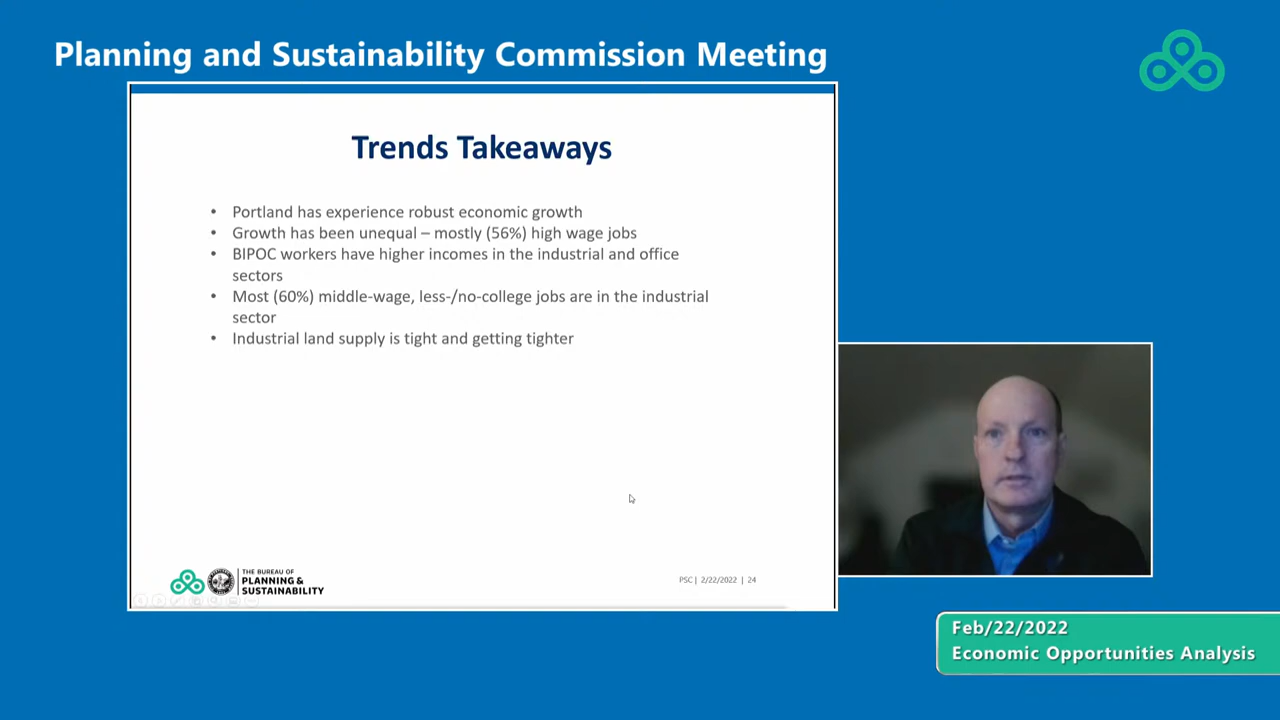 Planning and Sustainability Commission Meeting
Trends Takeaways
• Portland has experience robust economic growth
• Growth has been unequal – mostly (56%) high wage jobs
• BIPOC workers have higher incomes in the industrial and office
sectors
• Most (60%) middle-wage, less-/no-college jobs are in the industrial
sector
• Industrial land supply is tight and getting tighter
THE BUREAU OF
PLANNING &
SUSTAINABILITY
PSC | 2/22/2022 | 24
Feb/22/2022
Economic Opportunities Analysis